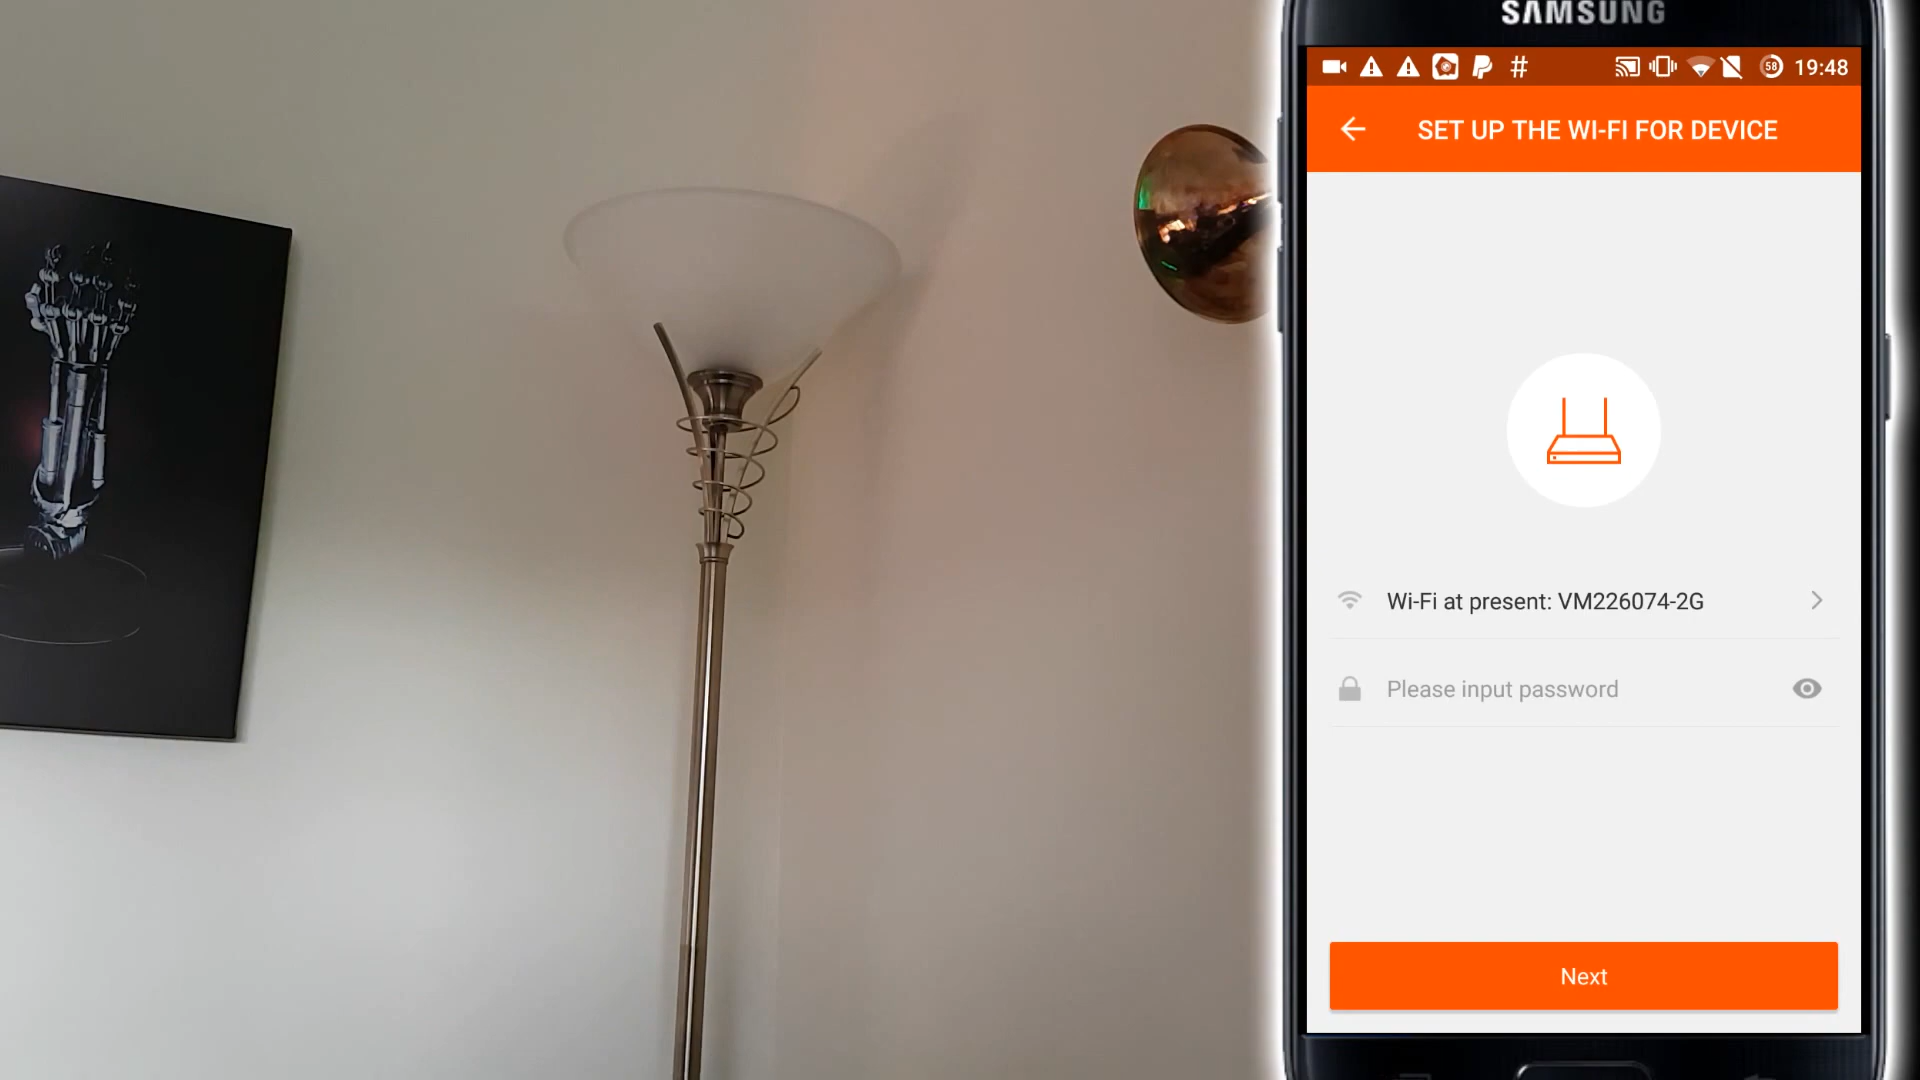 SAMSUNG
# 58 19:48
SET UP THE WI-FI FOR DEVICE
Wi-Fi at present: VM226074-2G
Please input password
Next